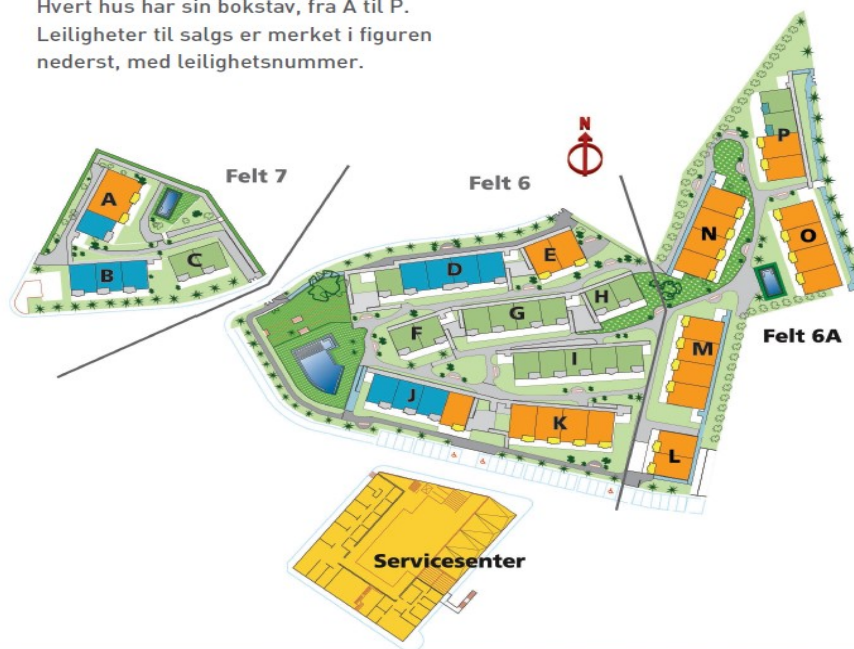 Hvert hus har sin bokstav, fra A til P.
Leiligheter til salgs er merket i figuren
nederst, med leilighetsnummer.
N
Felt 7
Felt 6
P
A
N
O
B
C
D
E
H
G
F
I
M
Felt 6A
J
K
L
Servicesenter